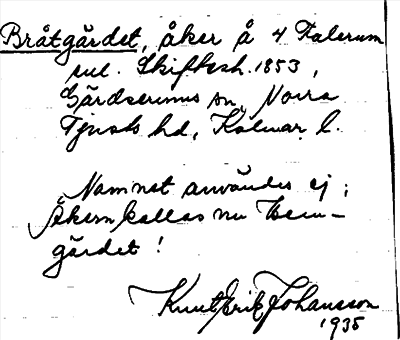 Bråtgärdet, åker å 4 Falerum
enl. Skiftesh. 1853,
Gärdserums sn, Norra
Tjusts hd, Kalmar l.
Namnet användes ej;
åkern kallas nu Hem-
gärdet!
Knut Erik Johansson
1935